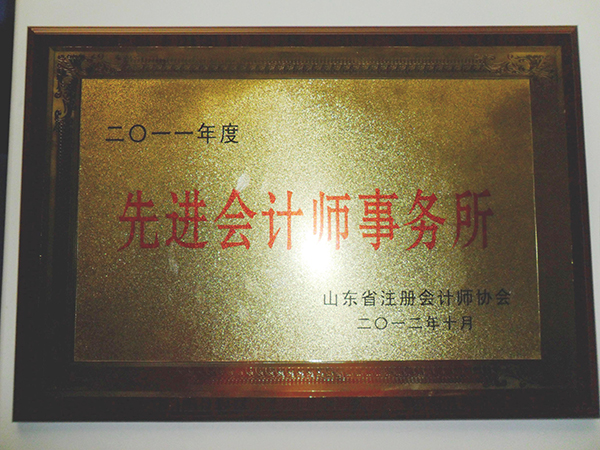 二〇一一年度
先进会计师事务所
山东省注册会计师协会
二〇一二年十月